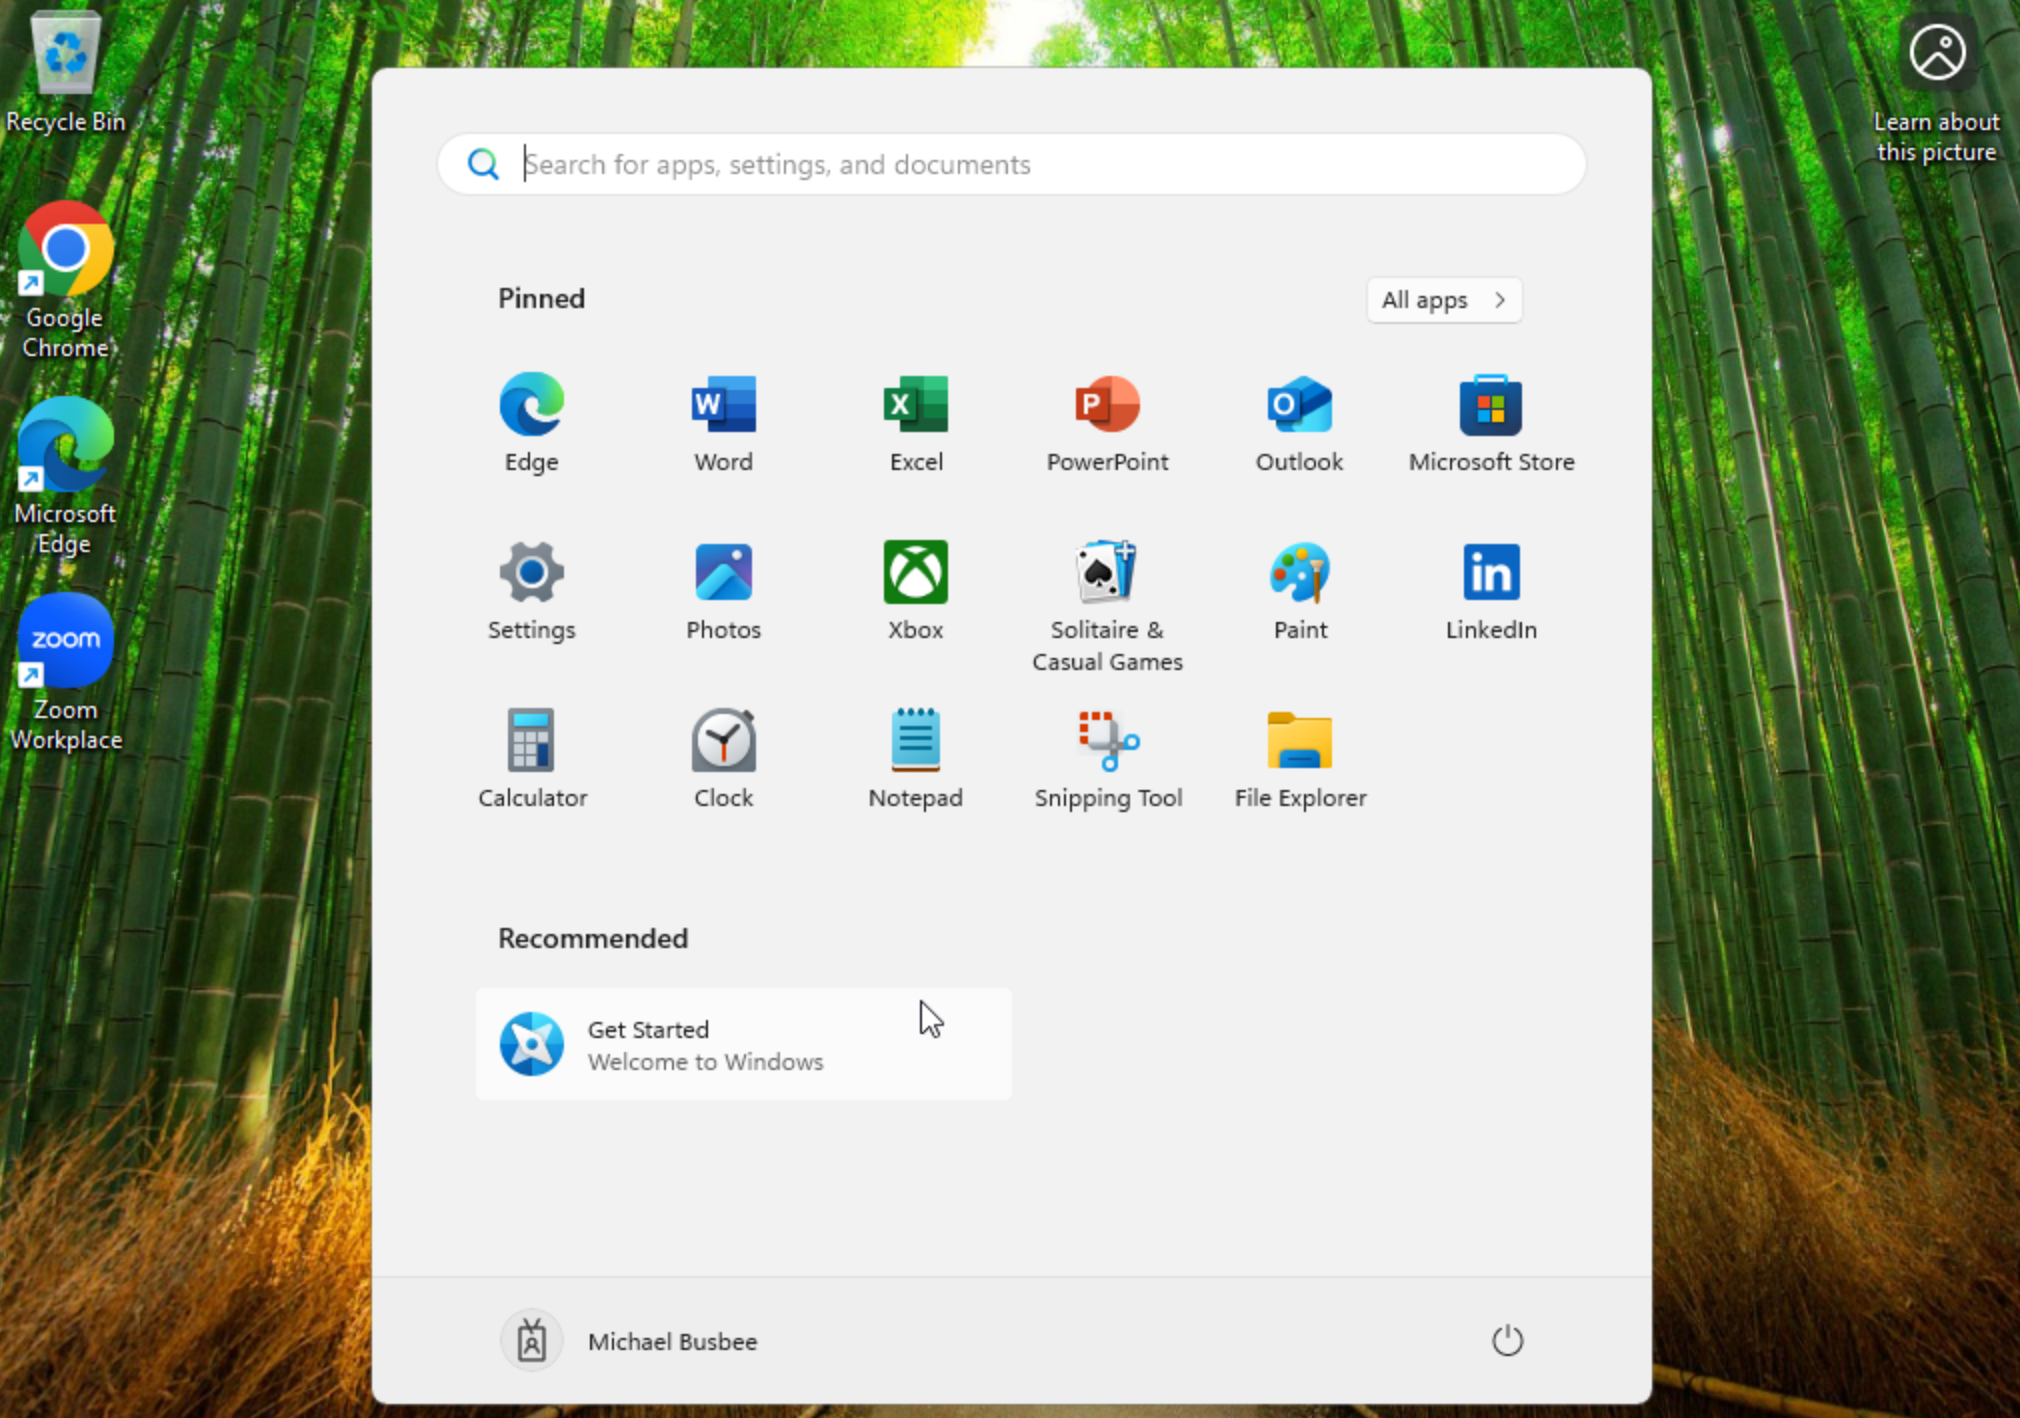 Recycle Bin
Google
Chrome
Microsoft
Edge
zoom
Zoom
Workplace
Learn about
this picture
Search for apps, settings, and documents
Pinned
All apps
Edge
Word
Excel
PowerPoint
Outlook
Microsoft Store
Settings
Photos
Xbox
Solitaire &
Casual Games
Paint
LinkedIn
Calculator
Clock
Notepad
Snipping Tool
File Explorer
Recommended
Get Started
Welcome to Windows
Michael Busbee